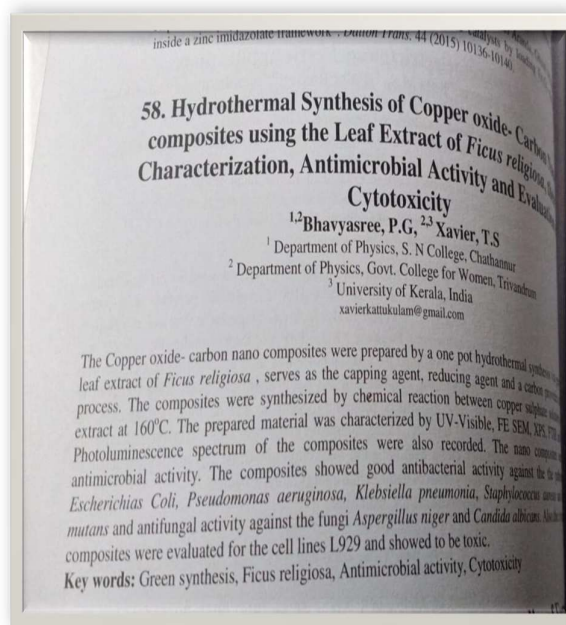 inside a zinc imidazolate framework . Dalton Trans. 44 (2015) 10136-10140.
58. Hydrothermal Synthesis of Copper oxide- Carbon
composites using the Leaf Extract of Ficus religiosa,
Characterization, Antimicrobial Activity and Evaluation
Cytotoxicity
1,2Bhavyasree, P.G, 2,3 Xavier, T.S
1 Department of Physics, S. N College, Chathannur
2 Department of Physics, Govt. College for Women, Trivandrum
3 University of Kerala, India
xavierkattukulam@gmail.com
The Copper oxide- carbon nano composites were prepared by a one pot hydrothermal
leaf extract of Ficus religiosa , serves as the capping agent, reducing agent and a carbon
process. The composites were synthesized by chemical reaction between copper sulphate
extract at 160⁰C. The prepared material was characterized by UV-Visible, FE SEM, XPS,
Photoluminescence spectrum of the composites were also recorded. The nano
antimicrobial activity. The composites showed good antibacterial activity against the
Escherichias Coli, Pseudomonas aeruginosa, Klebsiella pneumonia, Staphylococcus
mutans and antifungal activity against the fungi Aspergillus niger and Candida albicans.
composites were evaluated for the cell lines L929 and showed to be toxic.
Key words: Green synthesis, Ficus religiosa, Antimicrobial activity, Cytotoxicity